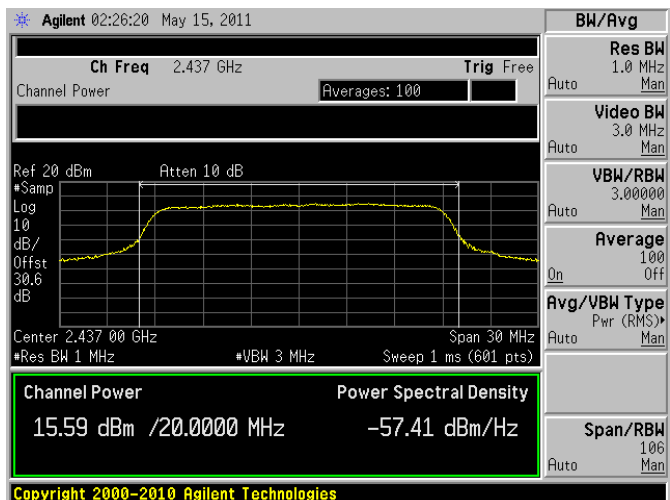 Agilent 02:26:20 May 15, 2011
BW/Avg
Ch Freq 2.437 GHz Trig Free
Channel Power Averages: 100
Ref 20 dBm Atten 10 dB
#Samp
Log
10
dB/
Offst
30.6
dB
Center 2.437 00 GHz Span 30 MHz
#Res BW 1 MHz #VBW 3 MHz Sweep 1 ms (601 pts)
Channel Power Power Spectral Density
15.59 dBm /20.0000 MHz -57.41 dBm/Hz
Res BW
1.0 MHz
Auto Man
Video BW
3.0 MHz
Auto Man
VBW/RBW
3.00000
Auto Man
Average
100
On Off
Avg/VBW Type
Pwr (RMS)▸
Auto Man
Span/RBW
106
Auto Man
Copyright 2000-2010 Agilent Technologies